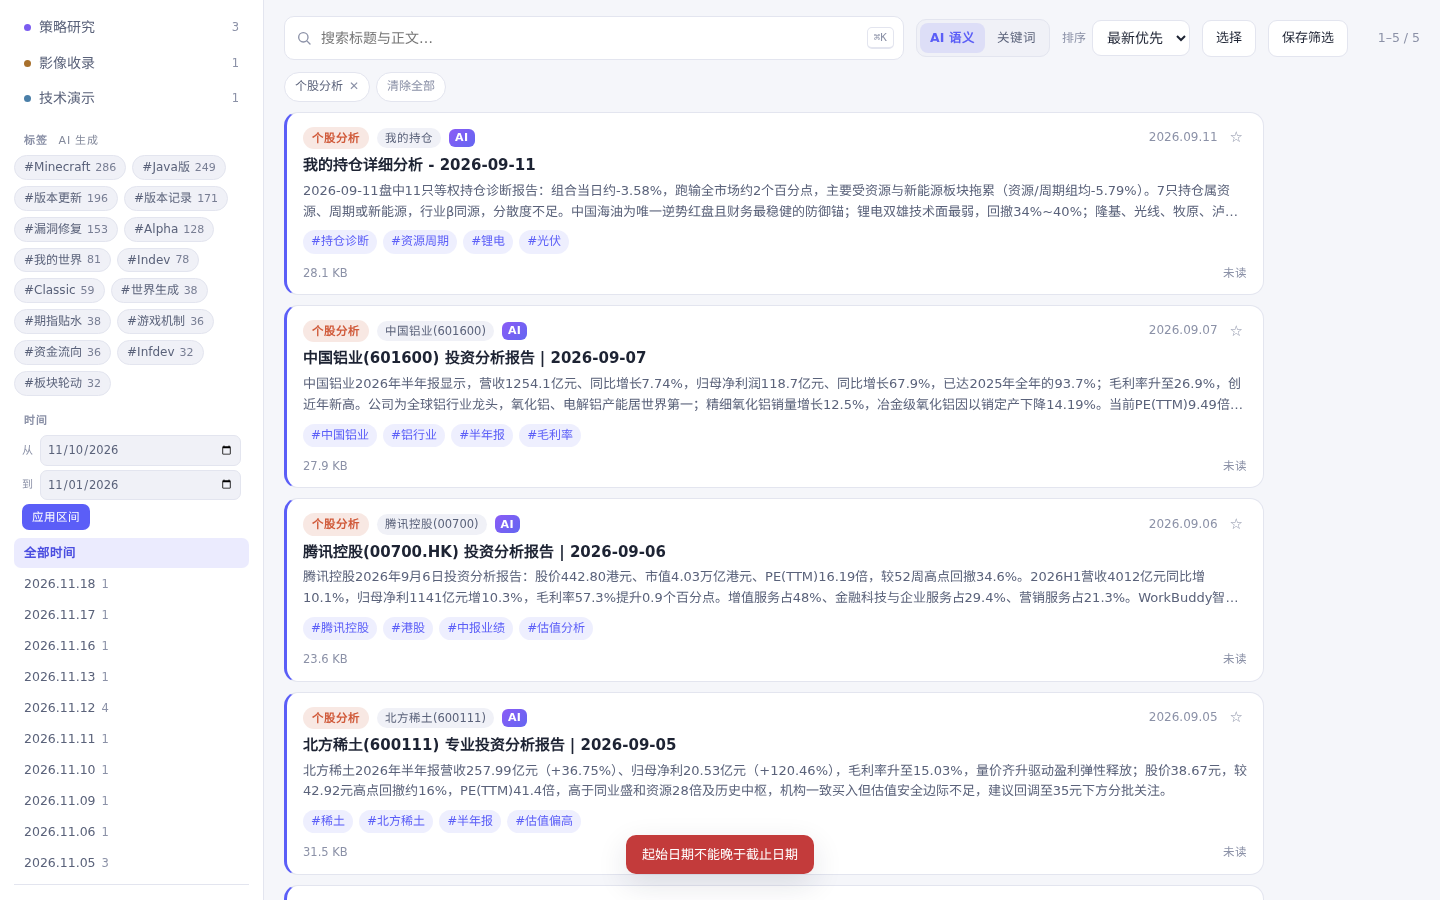 策略研究 3
影像收录 1
技术演示 1
标签 AI 生成
#Minecraft 286 #Java版 249
#版本更新 196 #版本记录 171
#漏洞修复 153 #Alpha 128
#我的世界 81 #Indev 78
#Classic 59 #世界生成 38
#期指贴水 38 #游戏机制 36
#资金流向 36 #Infdev 32
#板块轮动 32
时间
从 11/10/2026
到 11/01/2026
应用区间
全部时间
2026.11.18 1
2026.11.17 1
2026.11.16 1
2026.11.13 1
2026.11.12 4
2026.11.11 1
2026.11.10 1
2026.11.09 1
2026.11.06 1
2026.11.05 3
搜索标题与正文... ⌘K AI 语义 关键词 排序 最新优先 选择 保存筛选 1–5 / 5
个股分析 ✕ 清除全部
个股分析 我的持仓 AI 2026.09.11 ☆
我的持仓详细分析 - 2026-09-11
2026-09-11盘中11只等权持仓诊断报告：组合当日约-3.58%，跑输全市场约2个百分点，主要受资源与新能源板块拖累（资源/周期组均-5.79%）。7只持仓属资
源、周期或新能源，行业β同源，分散度不足。中国海油为唯一逆势红盘且财务最稳健的防御锚；锂电双雄技术面最弱，回撤34%~40%；隆基、光线、牧原、泸...
#持仓诊断 #资源周期 #锂电 #光伏
28.1 KB 未读
个股分析 中国铝业(601600) AI 2026.09.07 ☆
中国铝业(601600) 投资分析报告 | 2026-09-07
中国铝业2026年半年报显示，营收1254.1亿元、同比增长7.74%，归母净利润118.7亿元、同比增长67.9%，已达2025年全年的93.7%；毛利率升至26.9%，创
近年新高。公司为全球铝行业龙头，氧化铝、电解铝产能居世界第一；精细氧化铝销量增长12.5%，冶金级氧化铝因以销定产下降14.19%。当前PE(TTM)9.49倍...
#中国铝业 #铝行业 #半年报 #毛利率
27.9 KB 未读
个股分析 腾讯控股(00700) AI 2026.09.06 ☆
腾讯控股(00700.HK) 投资分析报告 | 2026-09-06
腾讯控股2026年9月6日投资分析报告：股价442.80港元、市值4.03万亿港元、PE(TTM)16.19倍，较52周高点回撤34.6%。2026H1营收4012亿元同比增
10.1%，归母净利1141亿元增10.3%，毛利率57.3%提升0.9个百分点。增值服务占48%、金融科技与企业服务占29.4%、营销服务占21.3%。WorkBuddy智...
#腾讯控股 #港股 #中报业绩 #估值分析
23.6 KB 未读
个股分析 北方稀土(600111) AI 2026.09.05 ☆
北方稀土(600111) 专业投资分析报告 | 2026-09-05
北方稀土2026年半年报营收257.99亿元（+36.75%）、归母净利20.53亿元（+120.46%），毛利率升至15.03%，量价齐升驱动盈利弹性释放；股价38.67元，较
42.92元高点回撤约16%，PE(TTM)41.4倍，高于同业盛和资源28倍及历史中枢，机构一致买入但估值安全边际不足，建议回调至35元下方分批关注。
#稀土 #北方稀土 #半年报 #估值偏高
31.5 KB 未读
起始日期不能晚于截止日期